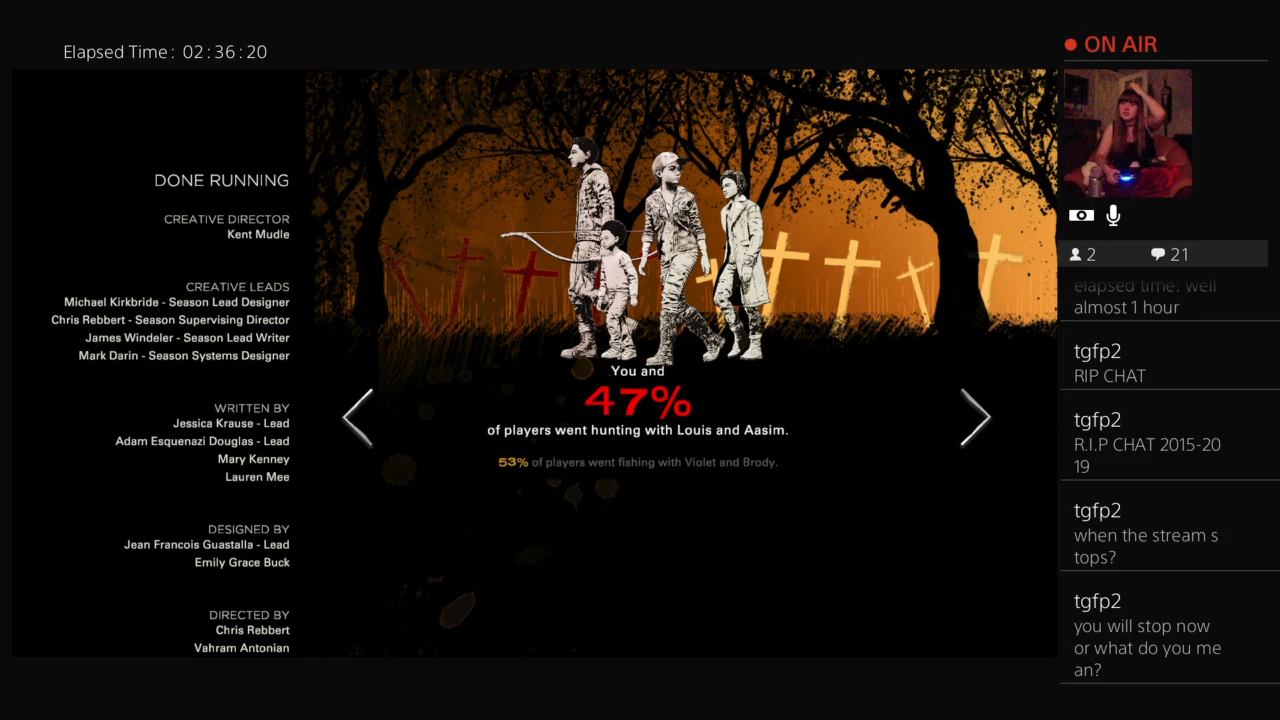 Elapsed Time: 02:36:20
DONE RUNNING
CREATIVE DIRECTOR
Kent Mudle
CREATIVE LEADS
Michael Kirkbride - Season Lead Designer
Chris Rebbert - Season Supervising Director
James Windeler - Season Lead Writer
Mark Darin - Season Systems Designer
WRITTEN BY
Jessica Krause - Lead
Adam Esquenazi Douglas - Lead
Mary Kenney
Lauren Mee
DESIGNED BY
Jean Francois Guastalla - Lead
Emily Grace Buck
DIRECTED BY
Chris Rebbert
Vahram Antonian
You and
47%
of players went hunting with Louis and Aasim.
53% of players went fishing with Violet and Brody.
ON AIR
2 21
elapsed time: well
almost 1 hour
tgfp2
RIP CHAT
tgfp2
R.I.P CHAT 2015-20
19
tgfp2
when the stream s
tops?
tgfp2
you will stop now
or what do you me
an?